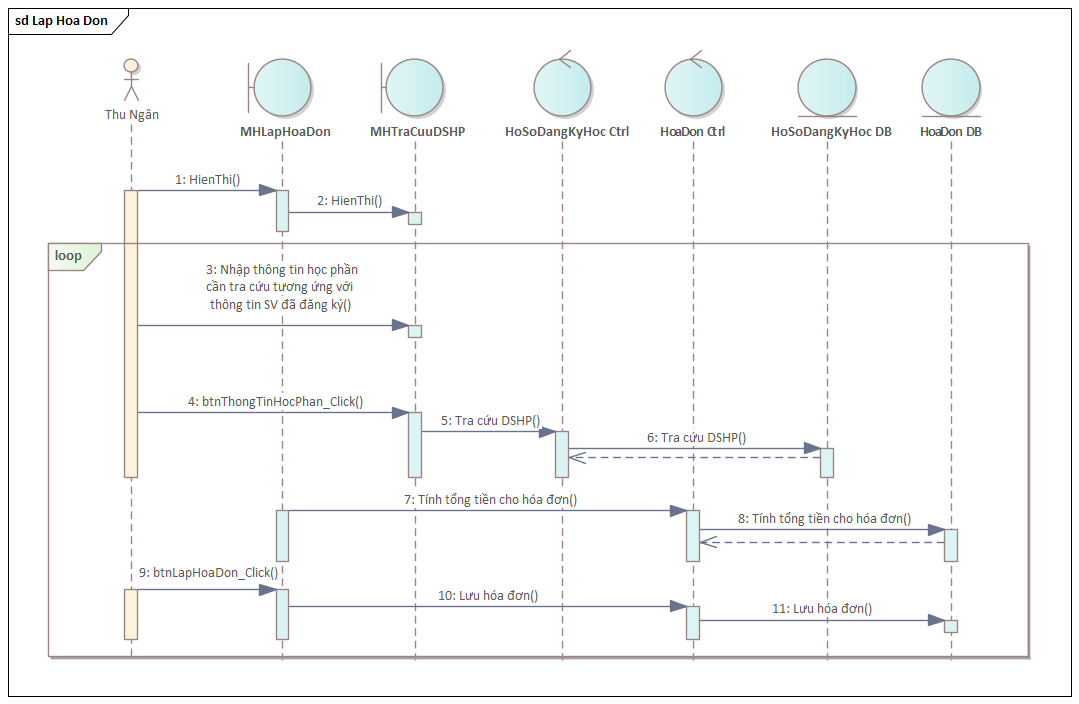 sd Lap Hoa Don
Thu Ngân
MHLapHoaDon
MHTraCuuDSHP
HoSoDangKyHoc Ctrl
HoaDon Ctrl
HoSoDangKyHoc DB
HoaDon DB
1: HienThi()
2: HienThi()
loop
3: Nhập thông tin học phần
cần tra cứu tương ứng với
thông tin SV đã đăng ký()
4: btnThongTinHocPhan_Click()
5: Tra cứu DSHP()
6: Tra cứu DSHP()
7: Tính tổng tiền cho hóa đơn()
8: Tính tổng tiền cho hóa đơn()
9: btnLapHoaDon_Click()
10: Lưu hóa đơn()
11: Lưu hóa đơn()